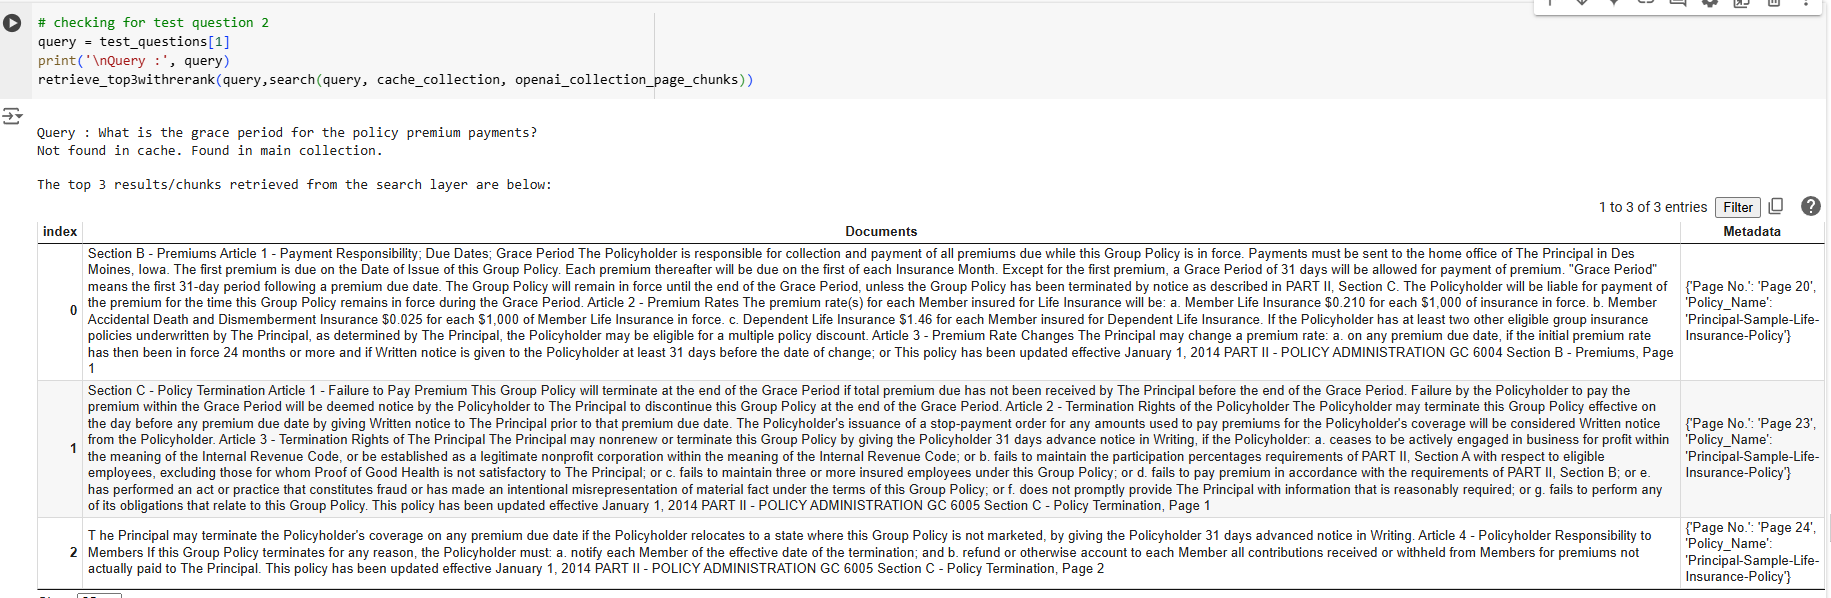 # checking for test question 2
query = test_questions[1]
print('\nQuery :', query)
retrieve_top3withrerank(query,search(query, cache_collection, openai_collection_page_chunks))
Query : What is the grace period for the policy premium payments?
Not found in cache. Found in main collection.
The top 3 results/chunks retrieved from the search layer are below:
1 to 3 of 3 entries Filter
index Documents Metadata
Section B - Premiums Article 1 - Payment Responsibility; Due Dates; Grace Period The Policyholder is responsible for collection and payment of all premiums due while this Group Policy is in force. Payments must be sent to the home office of The Principal in Des
Moines, Iowa. The first premium is due on the Date of Issue of this Group Policy. Each premium thereafter will be due on the first of each Insurance Month. Except for the first premium, a Grace Period of 31 days will be allowed for payment of premium. "Grace Period"
means the first 31-day period following a premium due date. The Group Policy will remain in force until the end of the Grace Period, unless the Group Policy has been terminated by notice as described in PART II, Section C. The Policyholder will be liable for payment of
the premium for the time this Group Policy remains in force during the Grace Period. Article 2 - Premium Rates The premium rate(s) for each Member insured for Life Insurance will be: a. Member Life Insurance $0.210 for each $1,000 of insurance in force. b. Member
0 Accidental Death and Dismemberment Insurance $0.025 for each $1,000 of Member Life Insurance in force. c. Dependent Life Insurance $1.46 for each Member insured for Dependent Life Insurance. If the Policyholder has at least two other eligible group insurance
policies underwritten by The Principal, as determined by The Principal, the Policyholder may be eligible for a multiple policy discount. Article 3 - Premium Rate Changes The Principal may change a premium rate: a. on any premium due date, if the initial premium rate
has then been in force 24 months or more and if Written notice is given to the Policyholder at least 31 days before the date of change; or This policy has been updated effective January 1, 2014 PART II - POLICY ADMINISTRATION GC 6004 Section B - Premiums, Page
1
{'Page No.': 'Page 20',
'Policy_Name':
'Principal-Sample-Life-
Insurance-Policy'}
Section C - Policy Termination Article 1 - Failure to Pay Premium This Group Policy will terminate at the end of the Grace Period if total premium due has not been received by The Principal before the end of the Grace Period. Failure by the Policyholder to pay the
premium within the Grace Period will be deemed notice by the Policyholder to The Principal to discontinue this Group Policy at the end of the Grace Period. Article 2 - Termination Rights of the Policyholder The Policyholder may terminate this Group Policy effective on
the day before any premium due date by giving Written notice to The Principal prior to that premium due date. The Policyholder's issuance of a stop-payment order for any amounts used to pay premiums for the Policyholder's coverage will be considered Written notice
from the Policyholder. Article 3 - Termination Rights of The Principal The Principal may nonrenew or terminate this Group Policy by giving the Policyholder 31 days advance notice in Writing, if the Policyholder: a. ceases to be actively engaged in business for profit within
1 the meaning of the Internal Revenue Code, or be established as a legitimate nonprofit corporation within the meaning of the Internal Revenue Code; or b. fails to maintain the participation percentages requirements of PART II, Section A with respect to eligible
employees, excluding those for whom Proof of Good Health is not satisfactory to The Principal; or c. fails to maintain three or more insured employees under this Group Policy; or d. fails to pay premium in accordance with the requirements of PART II, Section B; or e.
has performed an act or practice that constitutes fraud or has made an intentional misrepresentation of material fact under the terms of this Group Policy; or f. does not promptly provide The Principal with information that is reasonably required; or g. fails to perform any
of its obligations that relate to this Group Policy. This policy has been updated effective January 1, 2014 PART II - POLICY ADMINISTRATION GC 6005 Section C - Policy Termination, Page 1
{'Page No.': 'Page 23',
'Policy_Name':
'Principal-Sample-Life-
Insurance-Policy'}
T he Principal may terminate the Policyholder's coverage on any premium due date if the Policyholder relocates to a state where this Group Policy is not marketed, by giving the Policyholder 31 days advanced notice in Writing. Article 4 - Policyholder Responsibility to
2 Members If this Group Policy terminates for any reason, the Policyholder must: a. notify each Member of the effective date of the termination; and b. refund or otherwise account to each Member all contributions received or withheld from Members for premiums not
actually paid to The Principal. This policy has been updated effective January 1, 2014 PART II - POLICY ADMINISTRATION GC 6005 Section C - Policy Termination, Page 2
{'Page No.': 'Page 24',
'Policy_Name':
'Principal-Sample-Life-
Insurance-Policy'}